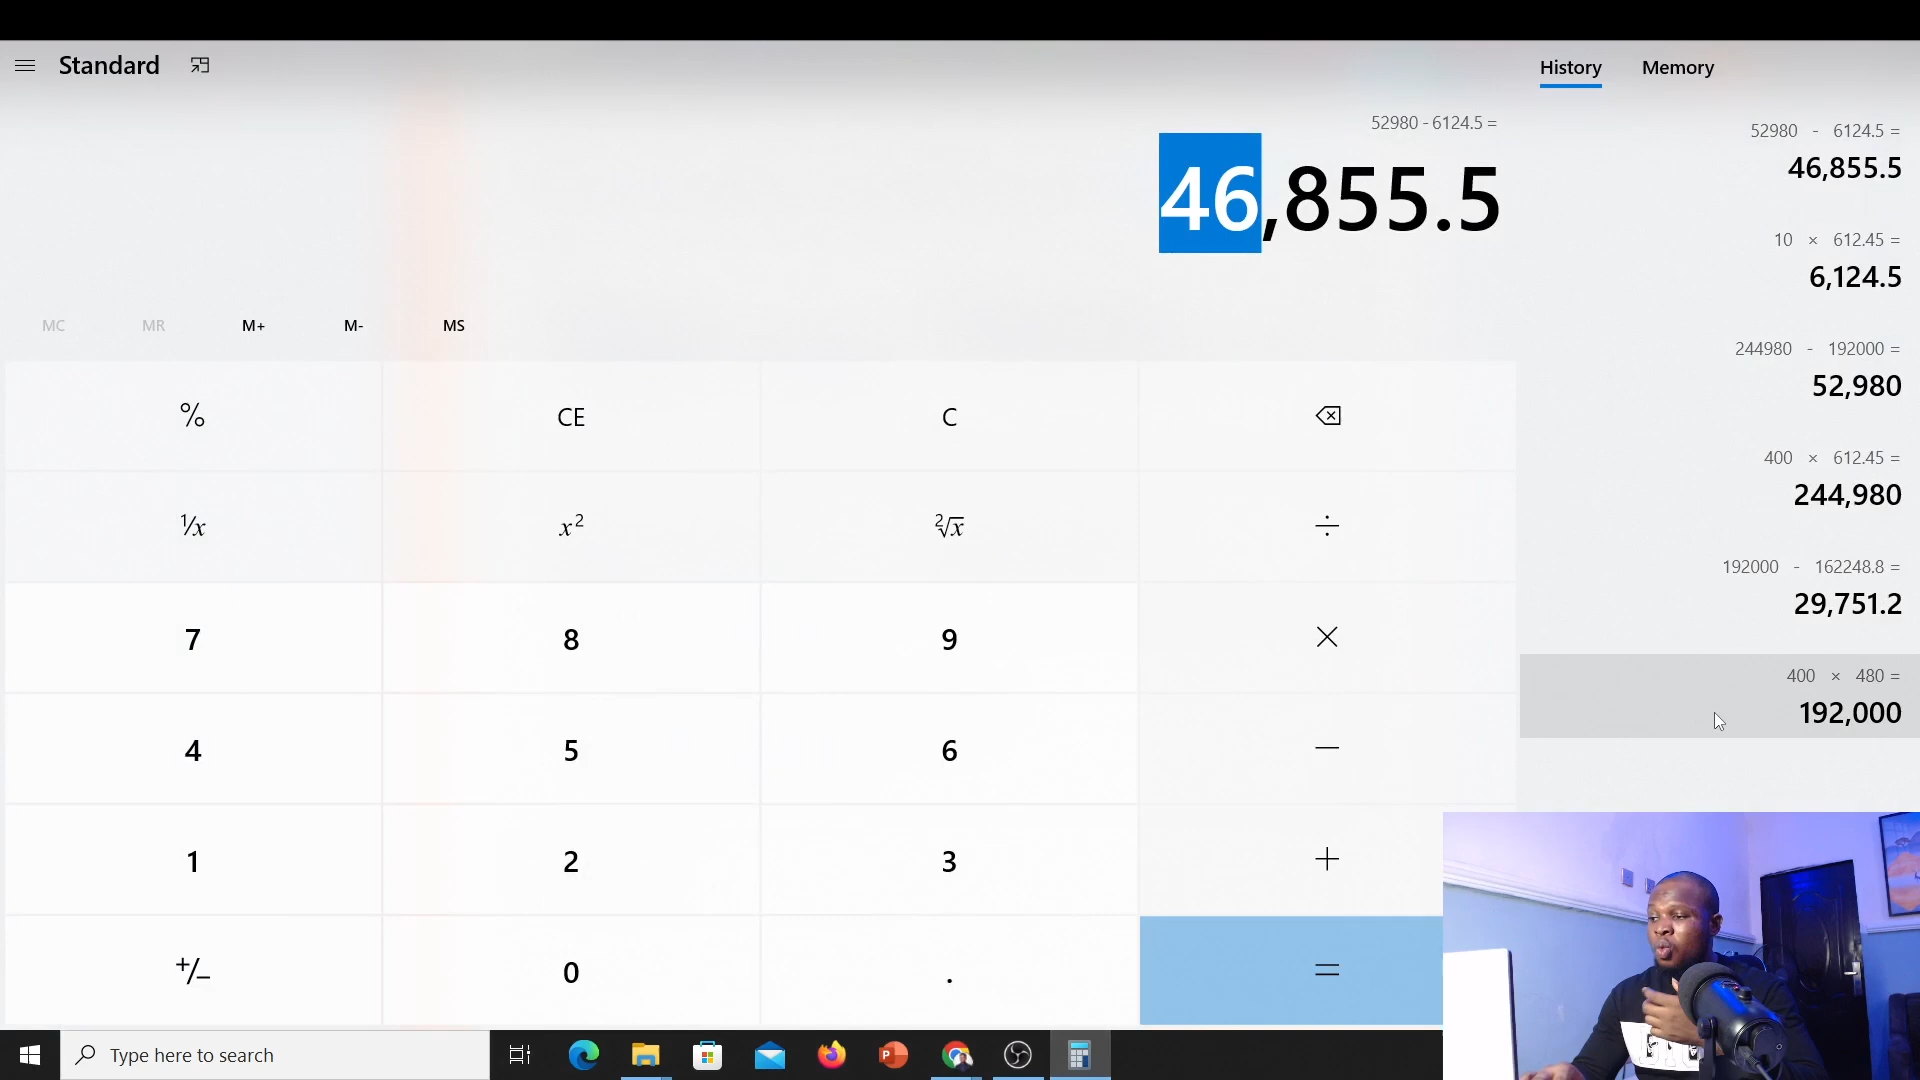 Standard
History Memory
52980 - 6124.5 =
46,855.5
52980 - 6124.5 =
46,855.5
10 × 612.45 =
6,124.5
244980 - 192000 =
52,980
400 × 612.45 =
244,980
192000 - 162248.8 =
29,751.2
400 × 480 =
192,000
MC MR M+ M- MS
% CE C
1/x x² ²√x ÷
7 8 9 ×
4 5 6 −
1 2 3 +
+/− 0 . =
Type here to search